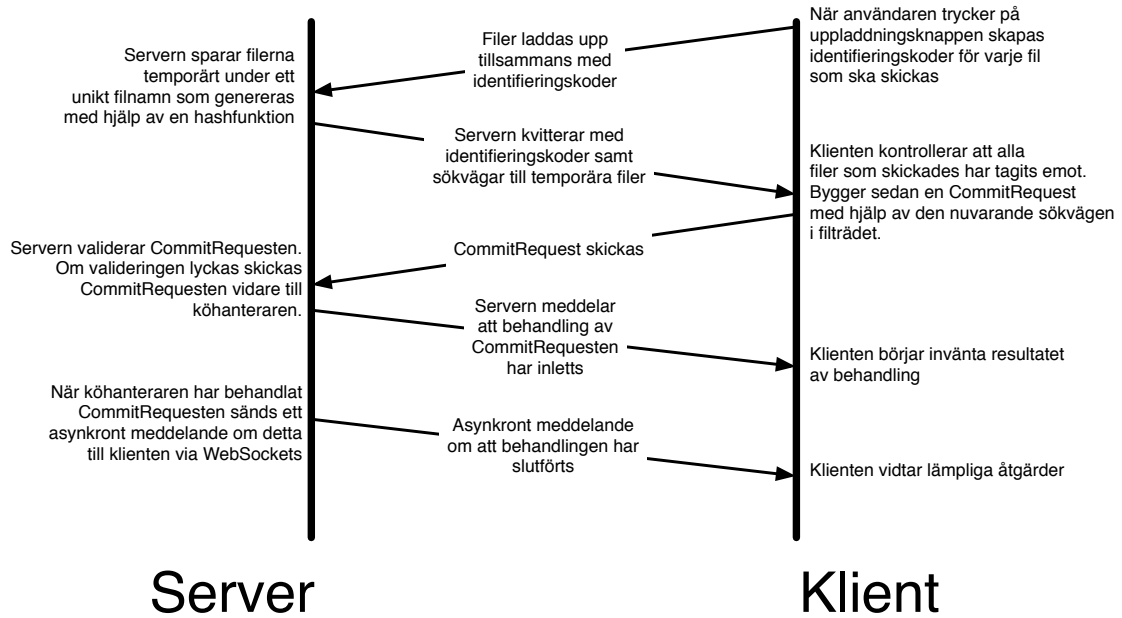 När användaren trycker på
uppladdningsknappen skapas
identifieringskoder för varje fil
som ska skickas
Filer laddas upp
tillsammans med
identifieringskoder
Servern sparar filerna
temporärt under ett
unikt filnamn som genereras
med hjälp av en hashfunktion
Servern kvitterar med
identifieringskoder samt
sökvägar till temporära filer
Klienten kontrollerar att alla
filer som skickades har tagits emot.
Bygger sedan en CommitRequest
med hjälp av den nuvarande sökvägen
i filträdet.
CommitRequest skickas
Servern validerar CommitRequesten.
Om valideringen lyckas skickas
CommitRequesten vidare till
köhanteraren.
Servern meddelar
att behandling av
CommitRequesten
har inletts
Klienten börjar invänta resultatet
av behandling
När köhanteraren har behandlat
CommitRequesten sänds ett
asynkront meddelande om detta
till klienten via WebSockets
Asynkront meddelande
om att behandlingen har
slutförts
Klienten vidtar lämpliga åtgärder
Server
Klient